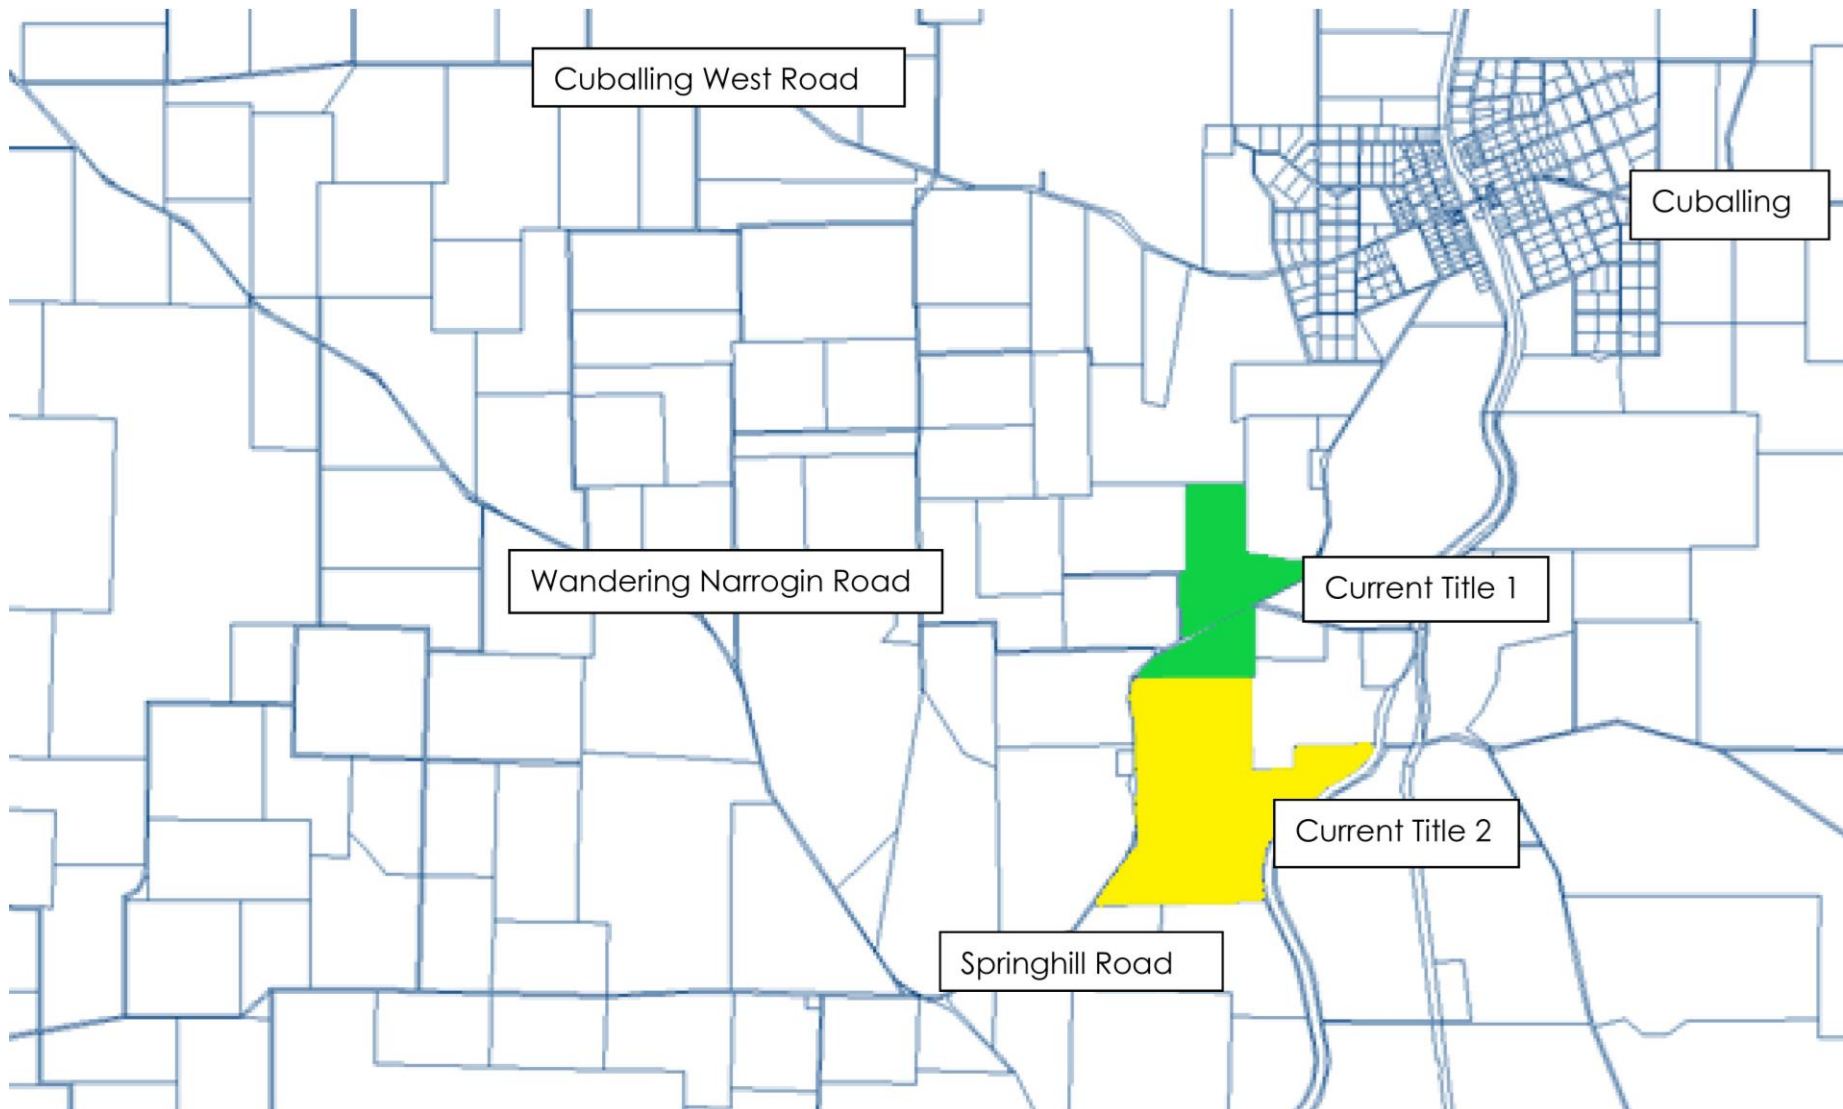 Cuballing West Road
Cuballing
Wandering Narrogin Road
Current Title 1
Current Title 2
Springhill Road